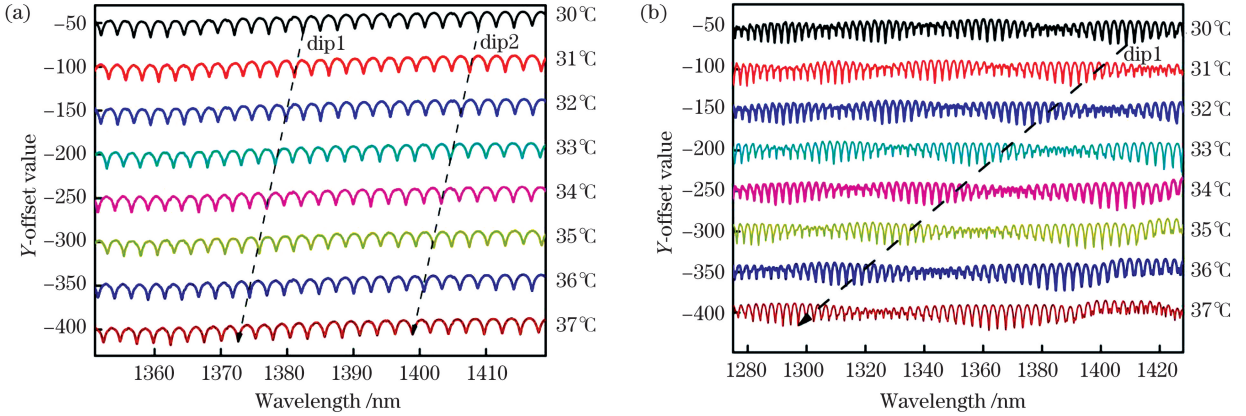 (a)
−50
−100
−150
−200
−250
−300
−350
−400
Y-offset value
dip1
dip2
30℃
31℃
32℃
33℃
34℃
35℃
36℃
37℃
1360 1370 1380 1390 1400 1410
Wavelength /nm
(b)
−50
−100
−150
−200
−250
−300
−350
−400
Y-offset value
dip1
30℃
31℃
32℃
33℃
34℃
35℃
36℃
37℃
1280 1300 1320 1340 1360 1380 1400 1420
Wavelength /nm